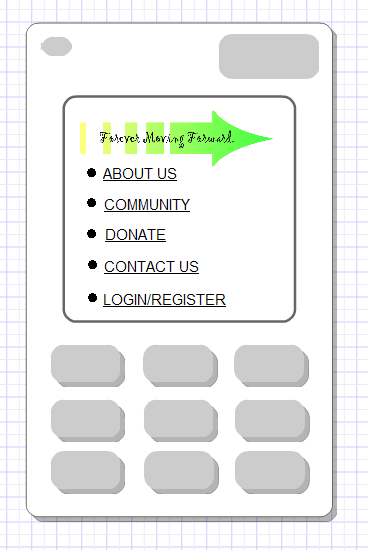 Forever Moving Forward.
ABOUT US
COMMUNITY
DONATE
CONTACT US
LOGIN/REGISTER